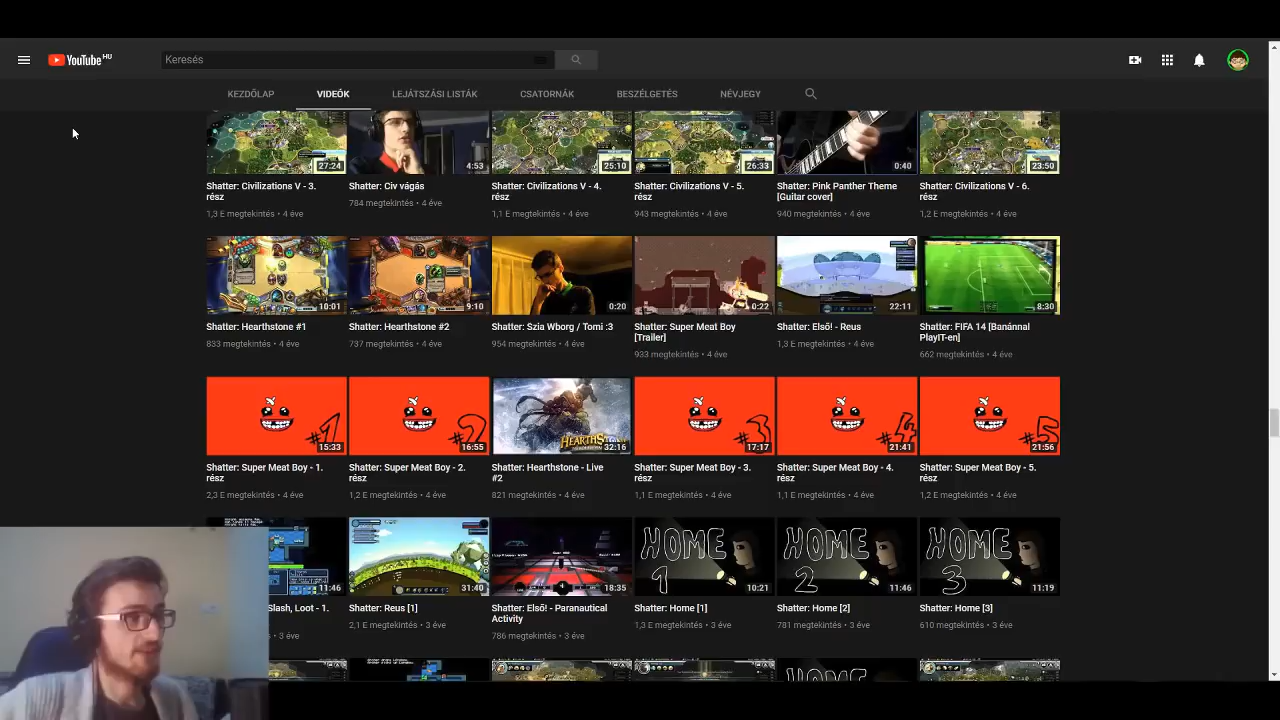 YouTube HU
Keresés
KEZDŐLAP
VIDEÓK
LEJÁTSZÁSI LISTÁK
CSATORNÁK
BESZÉLGETÉS
NÉVJEGY
27:24
4:53
25:10
26:33
0:40
23:50
Shatter: Civilizations V - 3.
rész
1,3 E megtekintés • 4 éve
Shatter: Civ vágás
784 megtekintés • 4 éve
Shatter: Civilizations V - 4.
rész
1,1 E megtekintés • 4 éve
Shatter: Civilizations V - 5.
rész
943 megtekintés • 4 éve
Shatter: Pink Panther Theme
[Guitar cover]
940 megtekintés • 4 éve
Shatter: Civilizations V - 6.
rész
1,2 E megtekintés • 4 éve
10:01
9:10
0:20
0:22
22:11
8:30
Shatter: Hearthstone #1
833 megtekintés • 4 éve
Shatter: Hearthstone #2
737 megtekintés • 4 éve
Shatter: Szia Wborg / Tomi :3
954 megtekintés • 4 éve
Shatter: Super Meat Boy
[Trailer]
933 megtekintés • 4 éve
Shatter: Első! - Reus
1,3 E megtekintés • 4 éve
Shatter: FIFA 14 [Banánnal
PlayIT-en]
662 megtekintés • 4 éve
#1
15:33
#2
16:55
HEARTHS
32:16
#3
17:17
#4
21:41
#5
21:56
Shatter: Super Meat Boy - 1.
rész
2,3 E megtekintés • 4 éve
Shatter: Super Meat Boy - 2.
rész
1,2 E megtekintés • 4 éve
Shatter: Hearthstone - Live
#2
821 megtekintés • 4 éve
Shatter: Super Meat Boy - 3.
rész
1,1 E megtekintés • 4 éve
Shatter: Super Meat Boy - 4.
rész
1,1 E megtekintés • 4 éve
Shatter: Super Meat Boy - 5.
rész
1,2 E megtekintés • 4 éve
11:46
31:40
18:35
HOME
1
10:21
HOME
2
11:46
HOME
3
11:19
Slash, Loot - 1.
3 éve
Shatter: Reus [1]
2,1 E megtekintés • 3 éve
Shatter: Első! - Paranautical
Activity
786 megtekintés • 3 éve
Shatter: Home [1]
1,3 E megtekintés • 3 éve
Shatter: Home [2]
781 megtekintés • 3 éve
Shatter: Home [3]
610 megtekintés • 3 éve